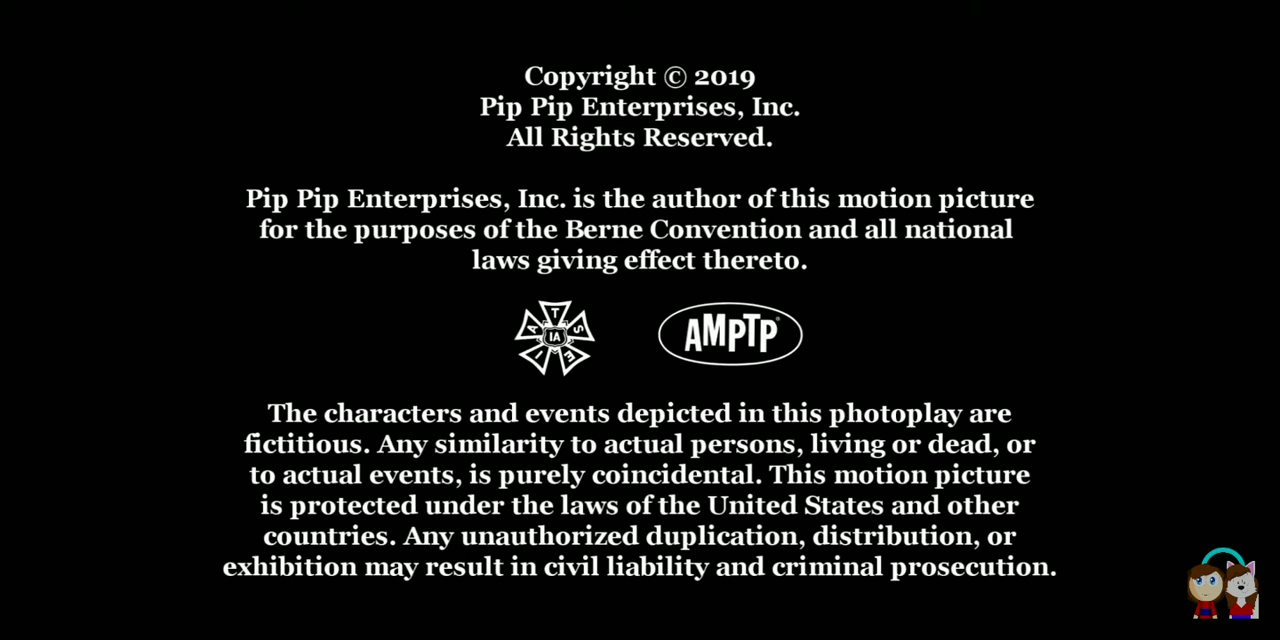 Copyright © 2019
Pip Pip Enterprises, Inc.
All Rights Reserved.
Pip Pip Enterprises, Inc. is the author of this motion picture
for the purposes of the Berne Convention and all national
laws giving effect thereto.
I A T S E IA
AMPTP®
The characters and events depicted in this photoplay are
fictitious. Any similarity to actual persons, living or dead, or
to actual events, is purely coincidental. This motion picture
is protected under the laws of the United States and other
countries. Any unauthorized duplication, distribution, or
exhibition may result in civil liability and criminal prosecution.